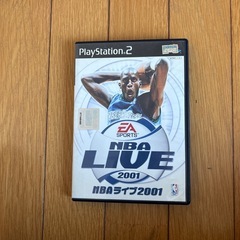 PlayStation 2
EA
SPORTS
NBA
LIVE
2001
NBAライブ2001